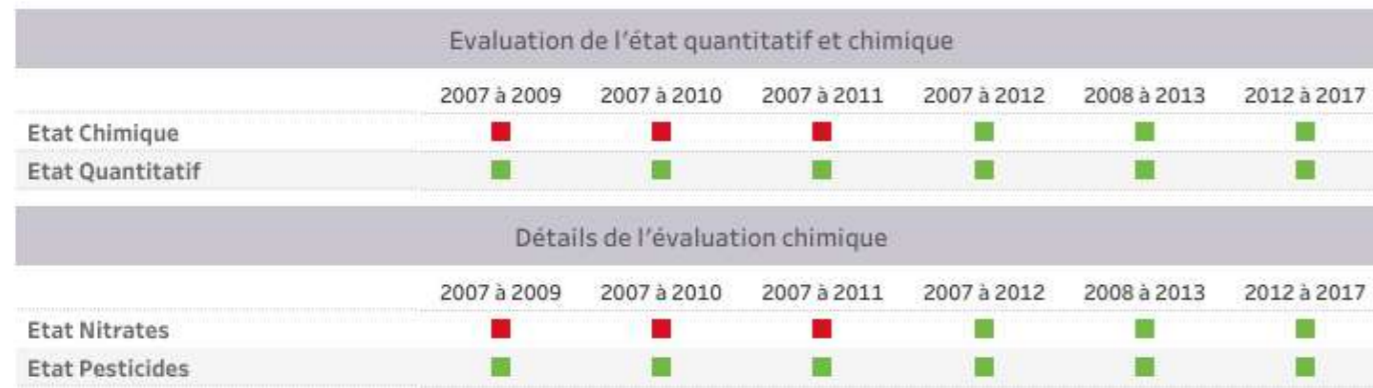 Evaluation de l'état quantitatif et chimique
2007 à 2009 2007 à 2010 2007 à 2011 2007 à 2012 2008 à 2013 2012 à 2017
Etat Chimique
Etat Quantitatif
Détails de l'évaluation chimique
2007 à 2009 2007 à 2010 2007 à 2011 2007 à 2012 2008 à 2013 2012 à 2017
Etat Nitrates
Etat Pesticides